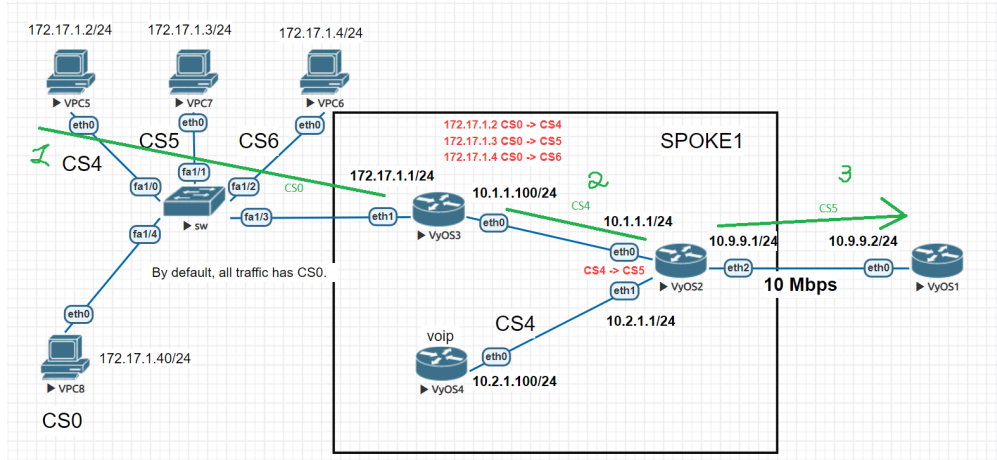 172.17.1.2/24
172.17.1.3/24
172.17.1.4/24
VPC5
VPC7
VPC6
eth0
eth0
eth0
1
CS4
CS5
CS6
fa1/0
fa1/1
fa1/2
fa1/3
fa1/4
sw
CS0
By default, all traffic has CS0.
eth0
172.17.1.40/24
VPC8
CS0
172.17.1.2 CS0 -> CS4
172.17.1.3 CS0 -> CS5
172.17.1.4 CS0 -> CS6
SPOKE1
172.17.1.1/24
eth1
VyOS3
10.1.1.100/24
eth0
2
CS4
10.1.1.1/24
eth0
CS4 -> CS5
VyOS2
eth1
10.2.1.1/24
CS4
voip
eth0
VyOS4
10.2.1.100/24
3
CS5
10.9.9.1/24
10.9.9.2/24
eth2
10 Mbps
eth0
VyOS1